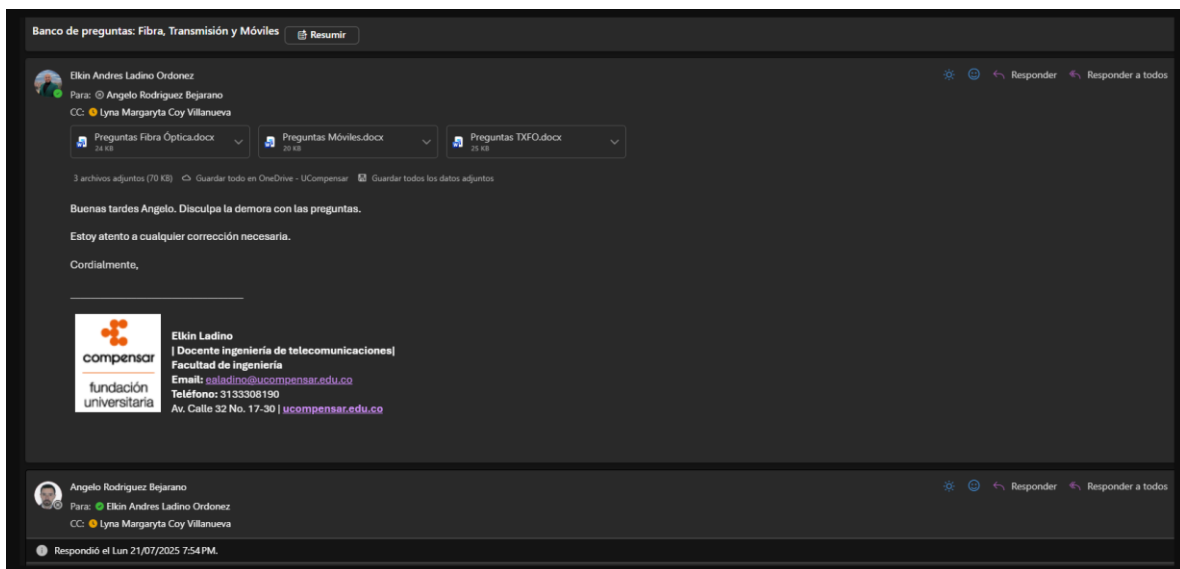 Banco de preguntas: Fibra, Transmisión y Móviles
Resumir
Elkin Andres Ladino Ordonez
Responder
Responder a todos
Para: Angelo Rodriguez Bejarano
CC: Lyna Margaryta Coy Villanueva
Preguntas Fibra Óptica.docx
24 KB
Preguntas Móviles.docx
20 KB
Preguntas TXFO.docx
25 KB
3 archivos adjuntos (70 KB) Guardar todo en OneDrive - UCompensar Guardar todos los datos adjuntos
Buenas tardes Angelo. Disculpa la demora con las preguntas.
Estoy atento a cualquier corrección necesaria.
Cordialmente,
compensar
fundación
universitaria
Elkin Ladino
| Docente ingeniería de telecomunicaciones|
Facultad de ingeniería
Email: ealadino@ucompensar.edu.co
Teléfono: 3133308190
Av. Calle 32 No. 17-30 | ucompensar.edu.co
Angelo Rodriguez Bejarano
Responder
Responder a todos
Para: Elkin Andres Ladino Ordonez
CC: Lyna Margaryta Coy Villanueva
Respondió el Lun 21/07/2025 7:54 PM.